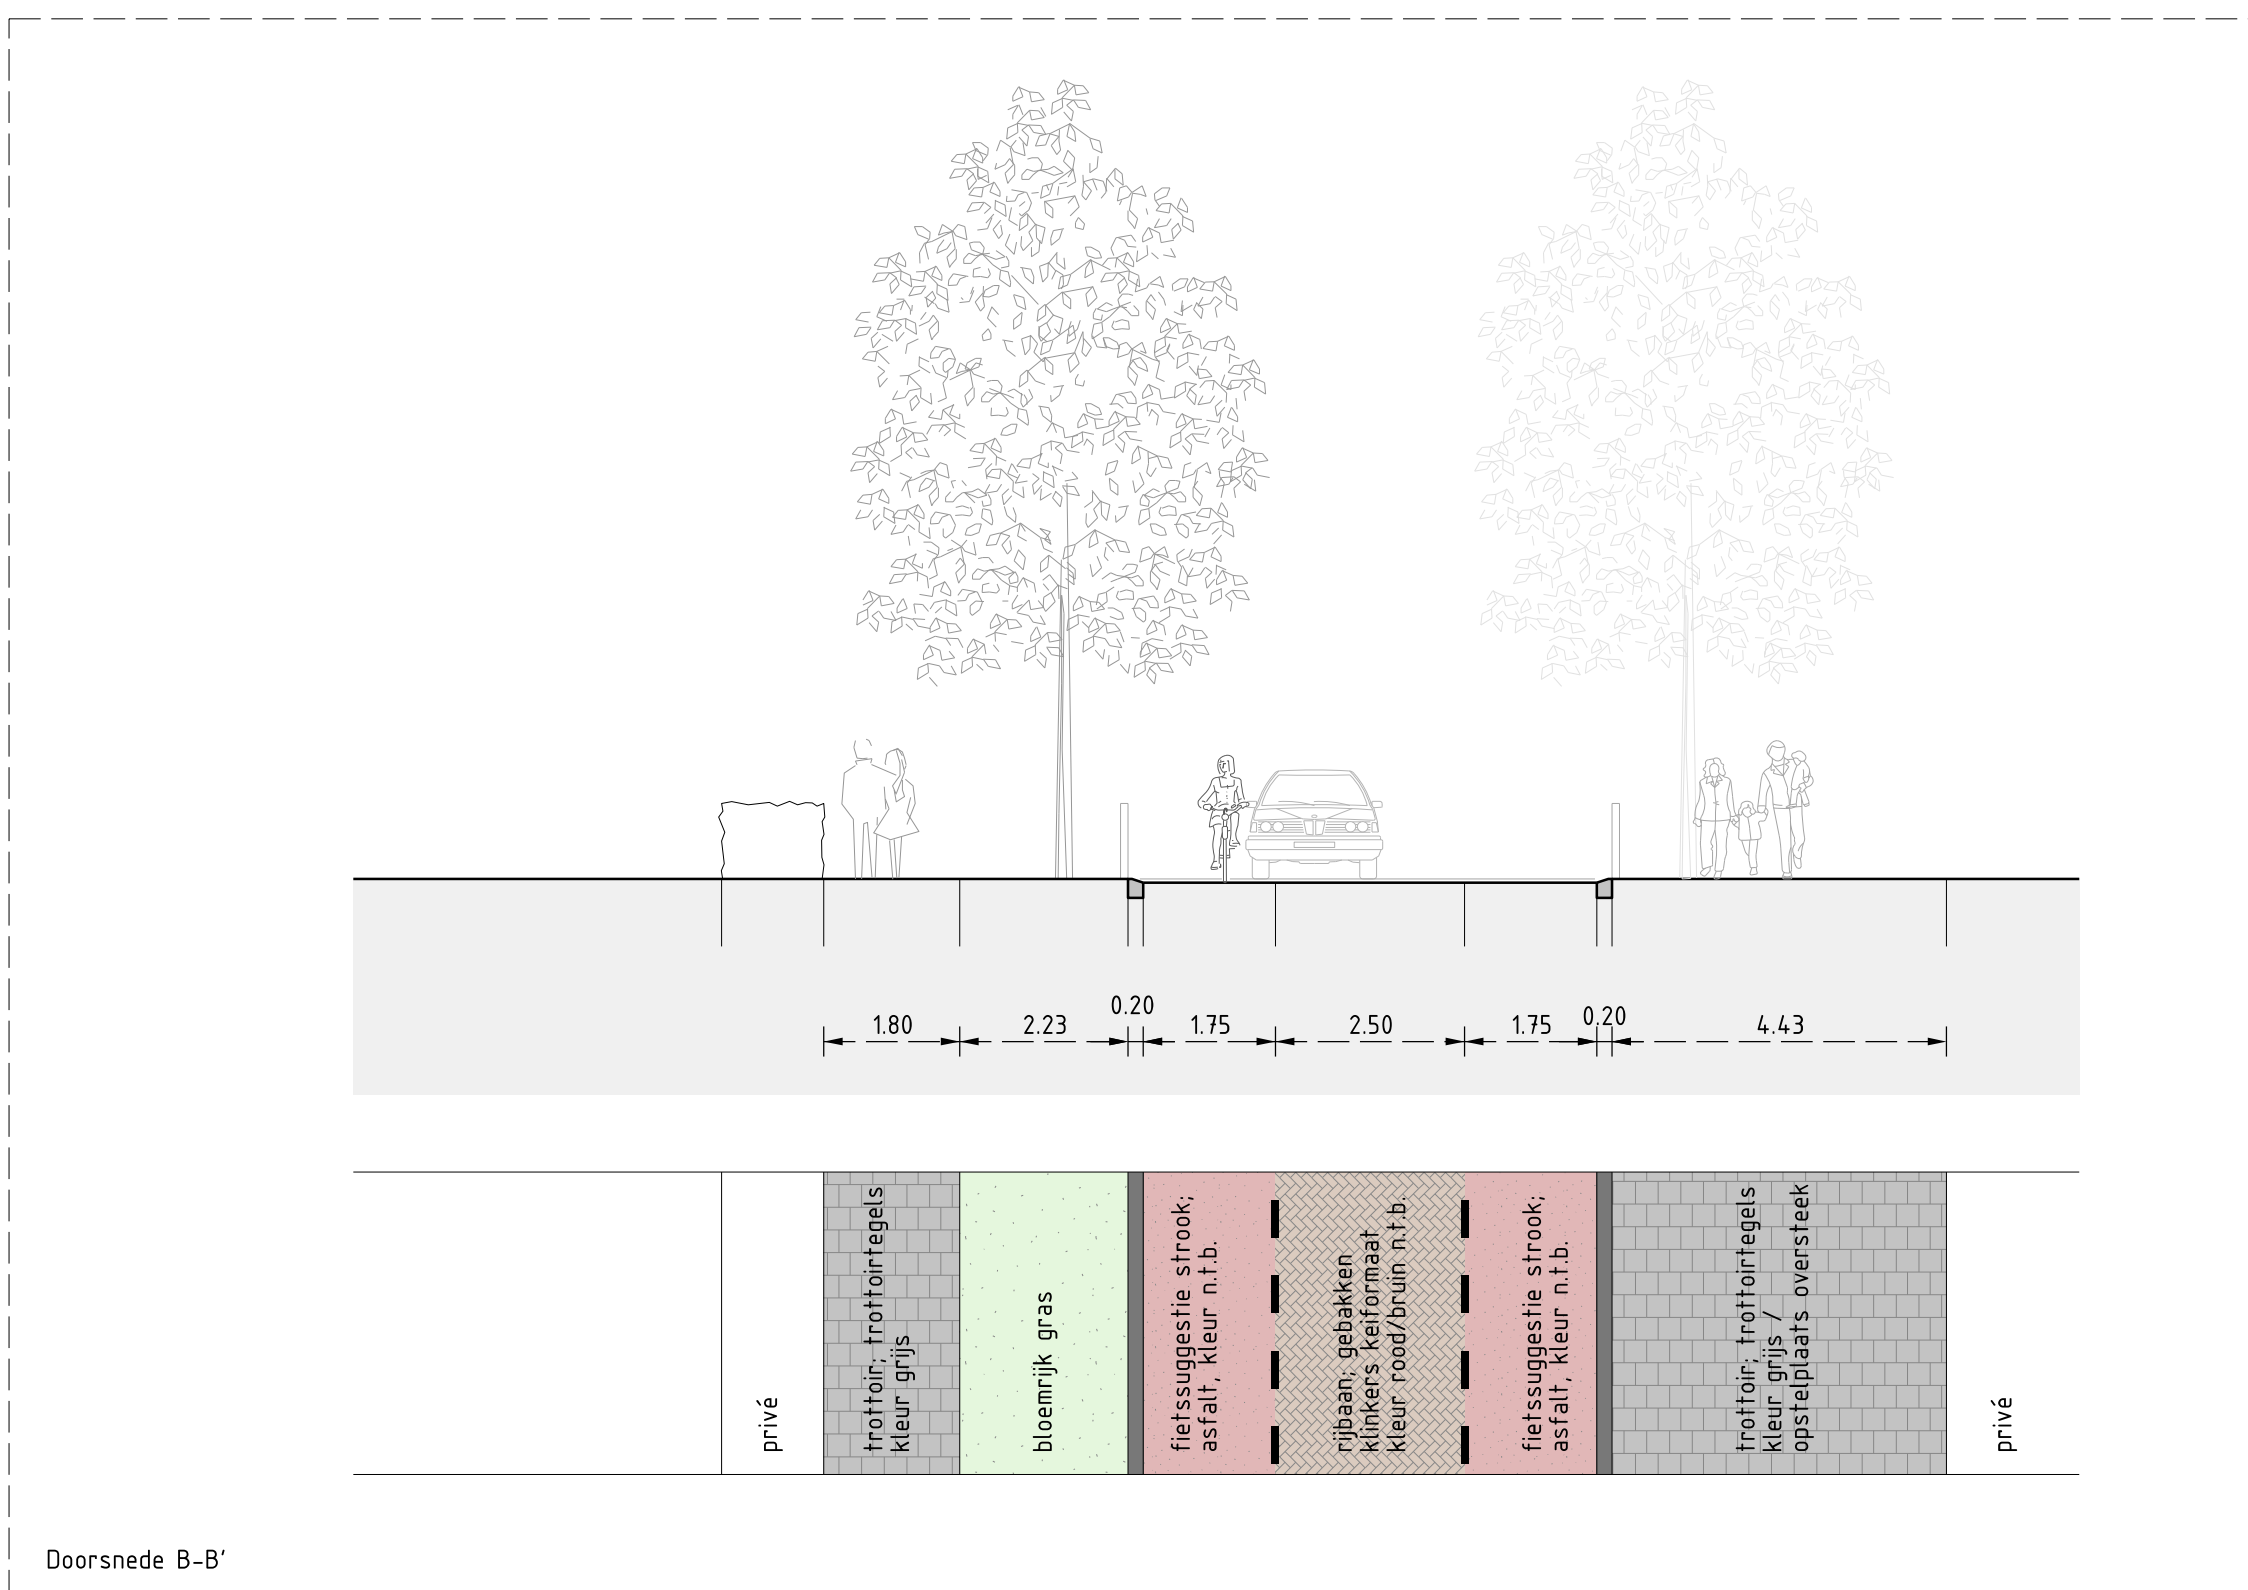 0.20
0.20
1.80
2.23
1.75
2.50
1.75
4.43
privé
trottoir; trottoirtegels
kleur grijs
bloemrijk gras
fietssuggestie strook;
asfalt, kleur n.t.b.
rijbaan; gebakken
klinkers keiformaat
kleur rood/bruin n.t.b.
fietssuggestie strook;
asfalt, kleur n.t.b.
trottoir; trottoirtegels
kleur grijs /
opstelplaats oversteek
privé
Doorsnede B-B'